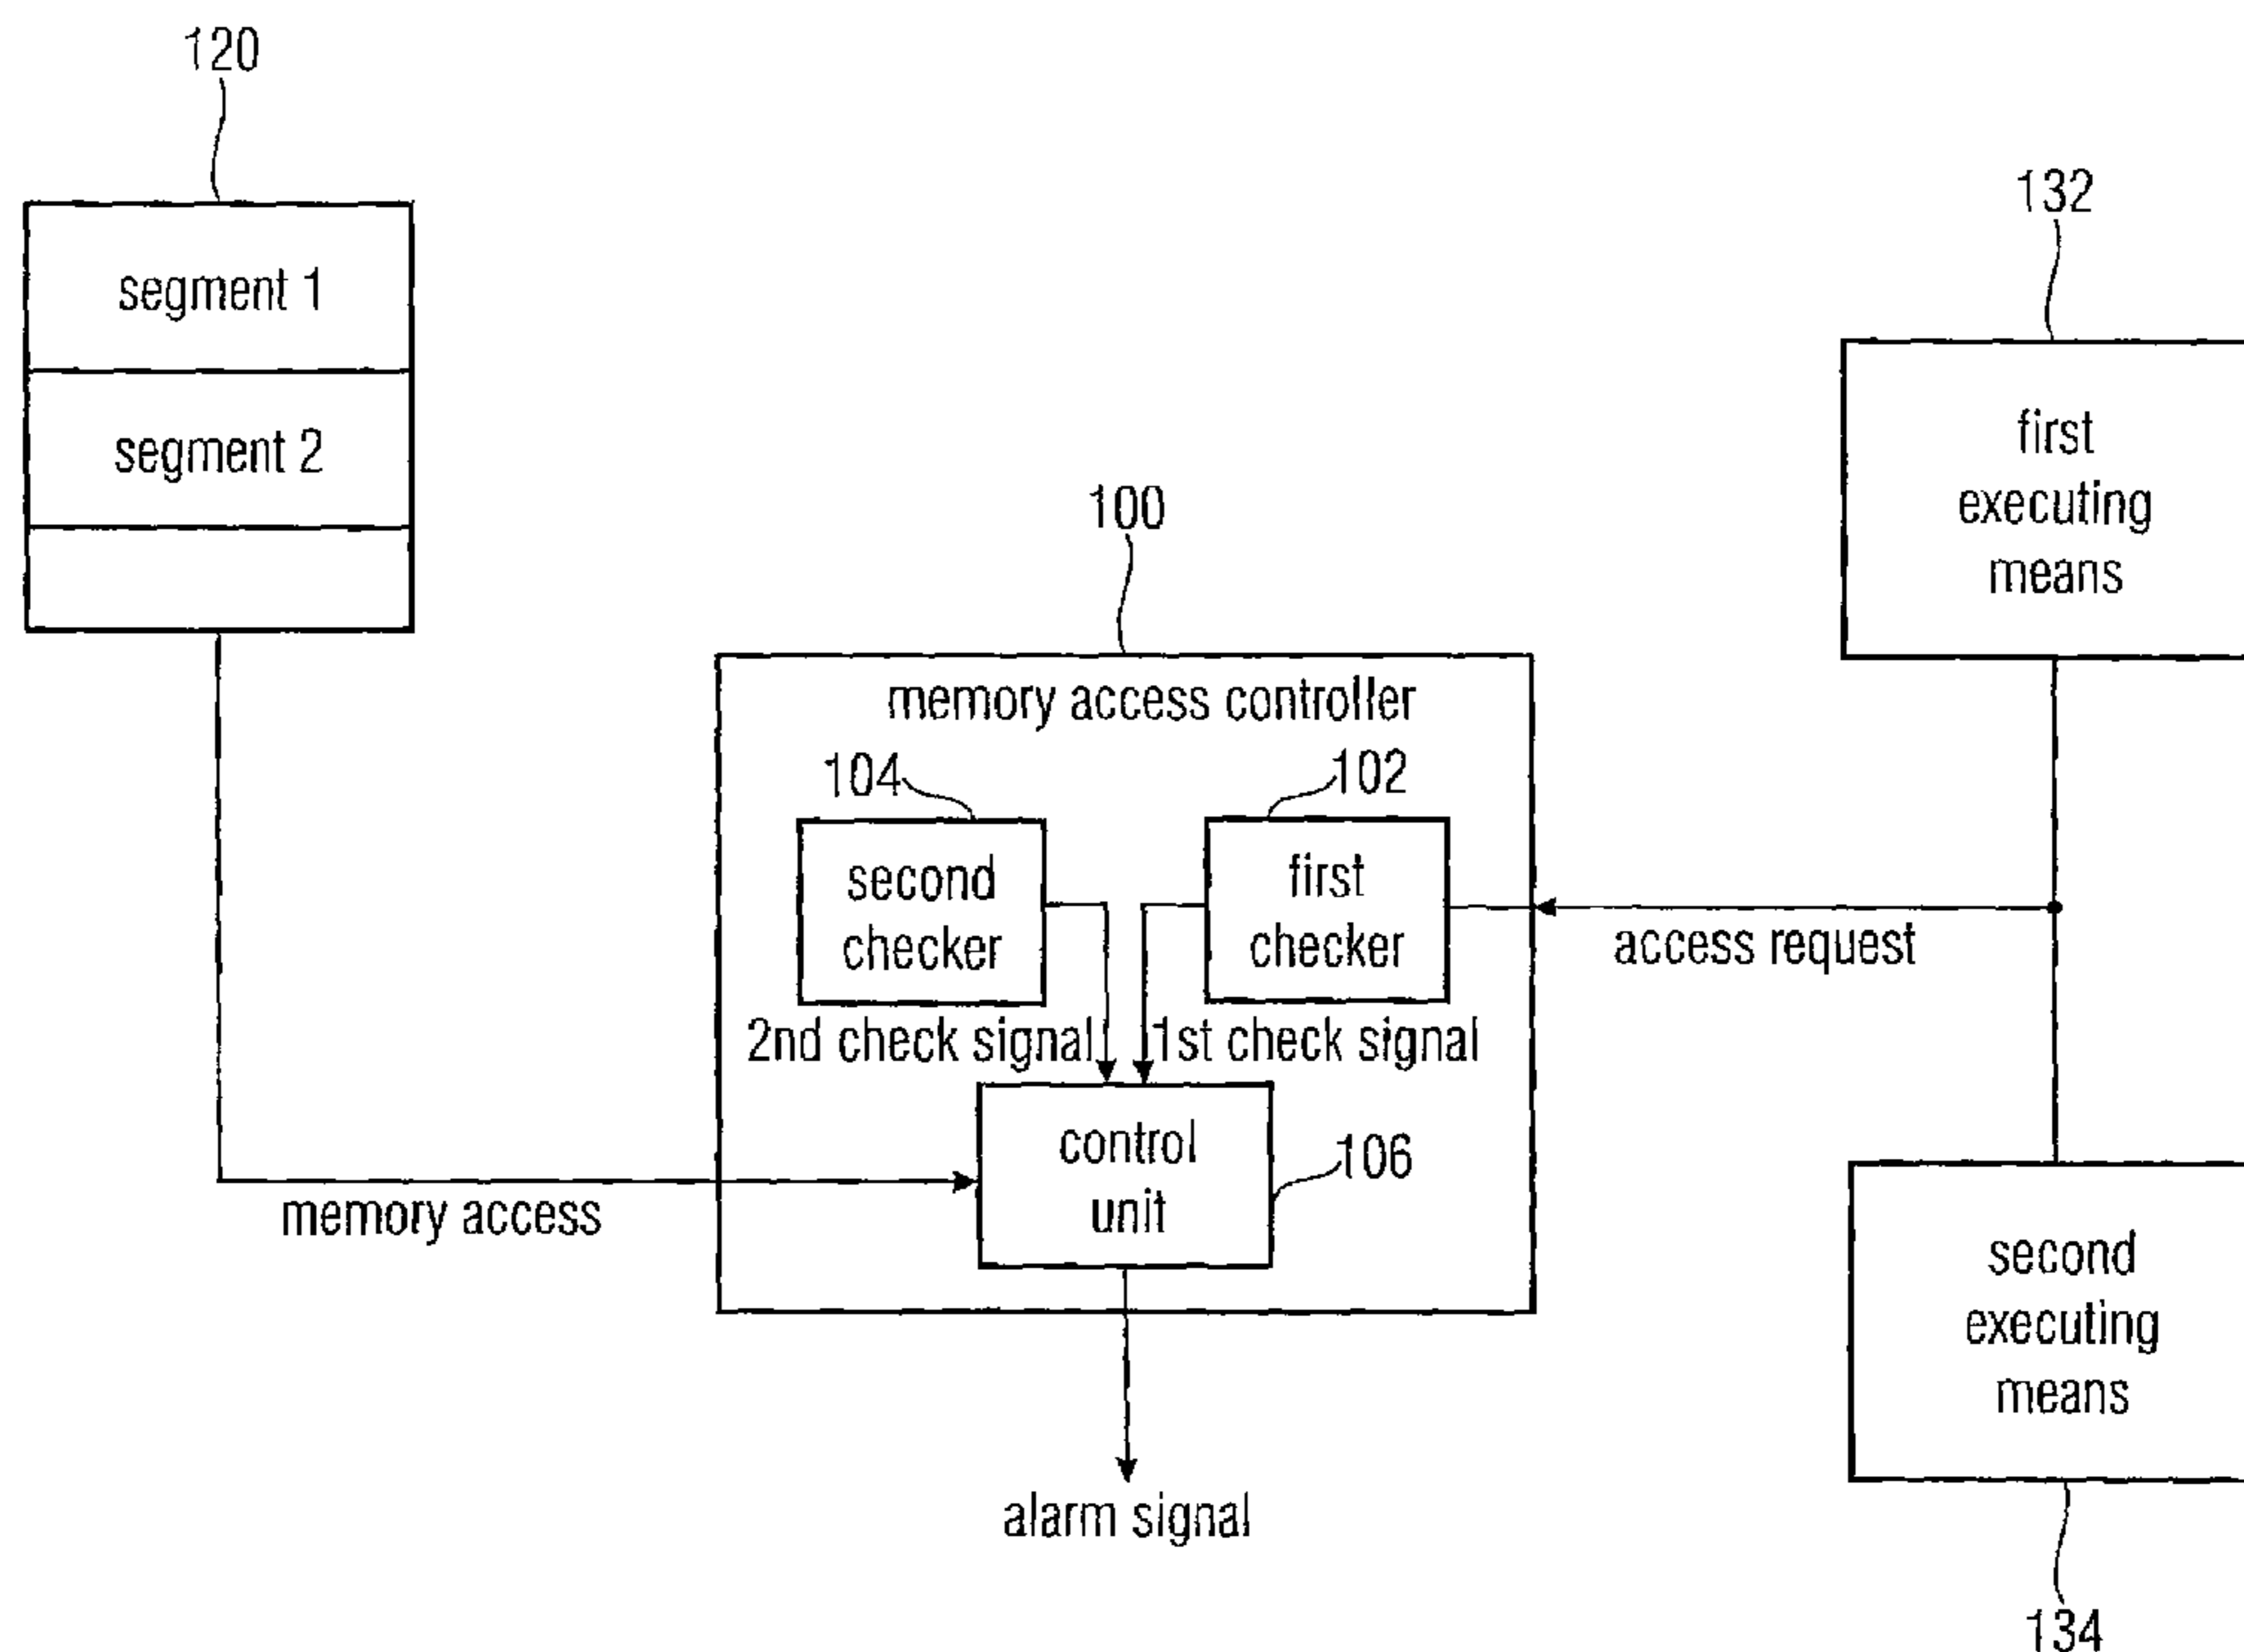 120
segment 1
segment 2
132
first
executing
means
100
memory access controller
104
102
second
checker
first
checker
access request
2nd check signal
1st check signal
control
unit
106
memory access
alarm signal
second
executing
means
134